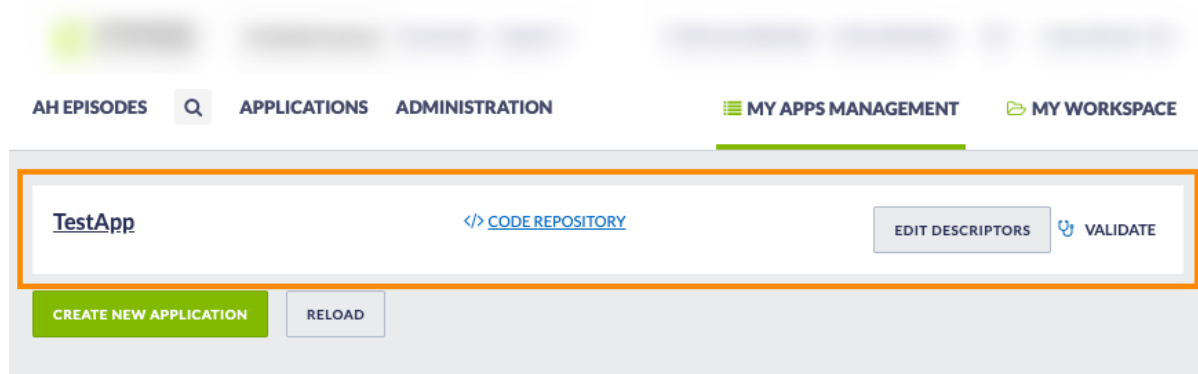 AH EPISODES APPLICATIONS ADMINISTRATION MY APPS MANAGEMENT MY WORKSPACE
TestApp </> CODE REPOSITORY EDIT DESCRIPTORS VALIDATE
CREATE NEW APPLICATION RELOAD